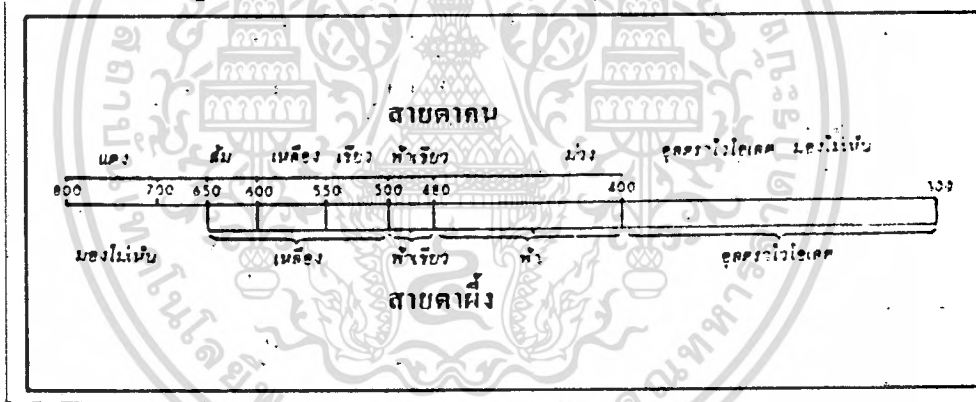 สายตาคน
แดง ส้ม เหลือง เขียว ฟ้าเขียว ม่วง อุลตราไวโอเลต มองไม่เห็น
800 700 650 600 550 500 480 400 300
มองไม่เห็น เหลือง ฟ้าเขียว ฟ้า อุลตราไวโอเลต
สายตาผึ้ง